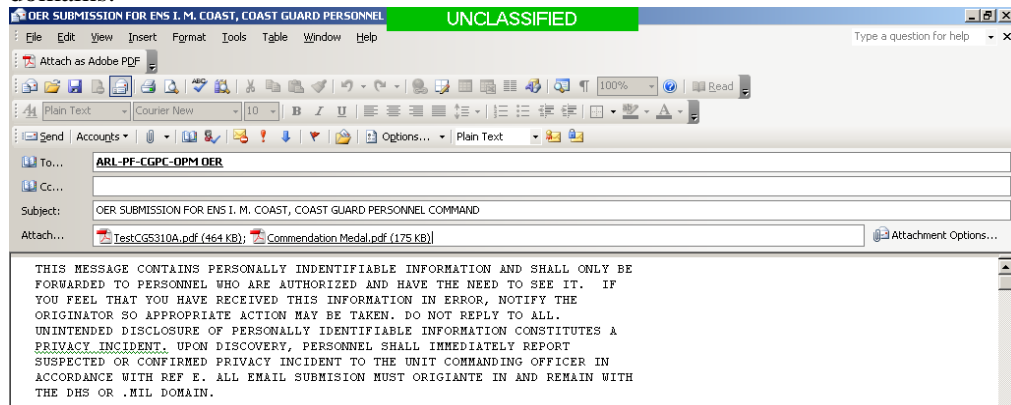 OER SUBMISSION FOR ENS I. M. COAST, COAST GUARD PERSONNEL
UNCLASSIFIED
File Edit View Insert Format Tools Table Window Help
Type a question for help
Attach as Adobe PDF
100% Read
Plain Text Courier New 10 B I U A
Send Accounts Options... Plain Text
To... ARL-PF-CGPC-OPM OER
Cc...
Subject: OER SUBMISSION FOR ENS I. M. COAST, COAST GUARD PERSONNEL COMMAND
Attach... TestCG5310A.pdf (464 KB); Commendation Medal.pdf (175 KB) Attachment Options...
THIS MESSAGE CONTAINS PERSONALLY INDENTIFIABLE INFORMATION AND SHALL ONLY BE
FORWARDED TO PERSONNEL WHO ARE AUTHORIZED AND HAVE THE NEED TO SEE IT. IF
YOU FEEL THAT YOU HAVE RECEIVED THIS INFORMATION IN ERROR, NOTIFY THE
ORIGINATOR SO APPROPRIATE ACTION MAY BE TAKEN. DO NOT REPLY TO ALL.
UNINTENDED DISCLOSURE OF PERSONALLY IDENTIFIABLE INFORMATION CONSTITUTES A
PRIVACY INCIDENT. UPON DISCOVERY, PERSONNEL SHALL IMMEDIATELY REPORT
SUSPECTED OR CONFIRMED PRIVACY INCIDENT TO THE UNIT COMMANDING OFFICER IN
ACCORDANCE WITH REF E. ALL EMAIL SUBMISION MUST ORIGIANTE IN AND REMAIN WITH
THE DHS OR .MIL DOMAIN.